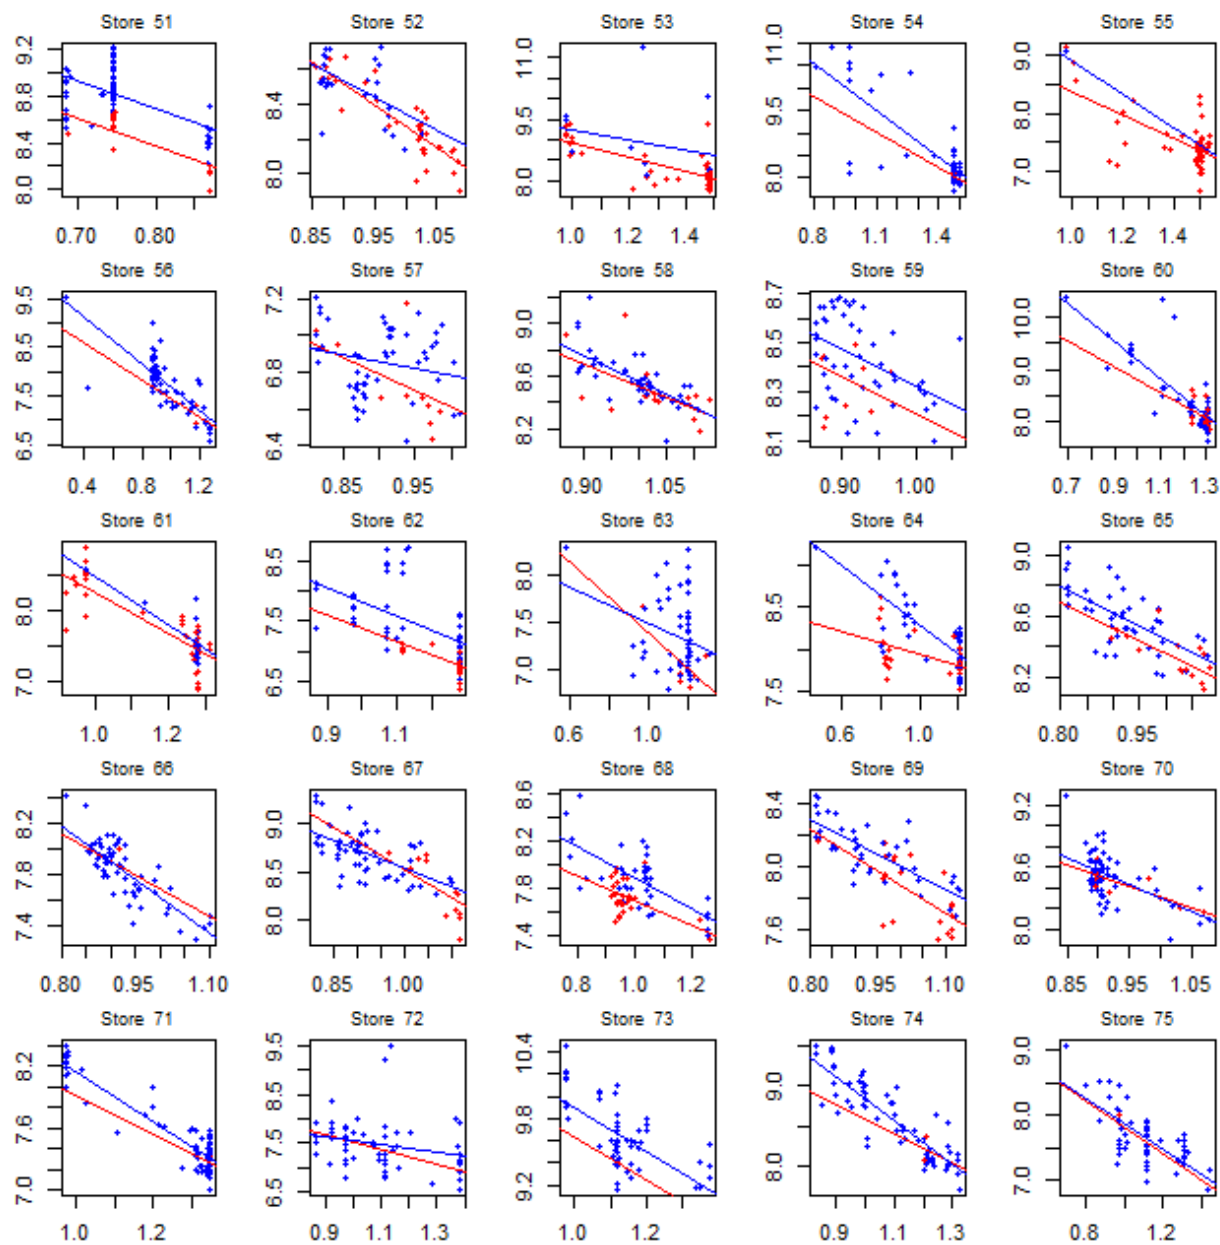 Store 51
8.0 8.4 8.8 9.2
0.70 0.80
Store 52
8.0 8.4
0.85 0.95 1.05
Store 53
8.0 9.5 11.0
1.0 1.2 1.4
Store 54
8.0 9.5 11.0
0.8 1.1 1.4
Store 55
7.0 8.0 9.0
1.0 1.2 1.4
Store 56
6.5 7.5 8.5 9.5
0.4 0.8 1.2
Store 57
6.4 6.8 7.2
0.85 0.95
Store 58
8.2 8.6 9.0
0.90 1.05
Store 59
8.1 8.3 8.5 8.7
0.90 1.00
Store 60
8.0 9.0 10.0
0.7 0.9 1.1 1.3
Store 61
7.0 8.0
1.0 1.2
Store 62
6.5 7.5 8.5
0.9 1.1
Store 63
7.0 7.5 8.0
0.6 1.0
Store 64
7.5 8.5
0.6 1.0
Store 65
8.2 8.6 9.0
0.80 0.95
Store 66
7.4 7.8 8.2
0.80 0.95 1.10
Store 67
8.0 8.5 9.0
0.85 1.00
Store 68
7.4 7.8 8.2 8.6
0.8 1.0 1.2
Store 69
7.6 8.0 8.4
0.80 0.95 1.10
Store 70
8.0 8.6 9.2
0.85 0.95 1.05
Store 71
7.0 7.6 8.2
1.0 1.2
Store 72
6.5 7.5 8.5 9.5
0.9 1.1 1.3
Store 73
9.2 9.8 10.4
1.0 1.2
Store 74
8.0 9.0
0.9 1.1 1.3
Store 75
7.0 8.0 9.0
0.8 1.2